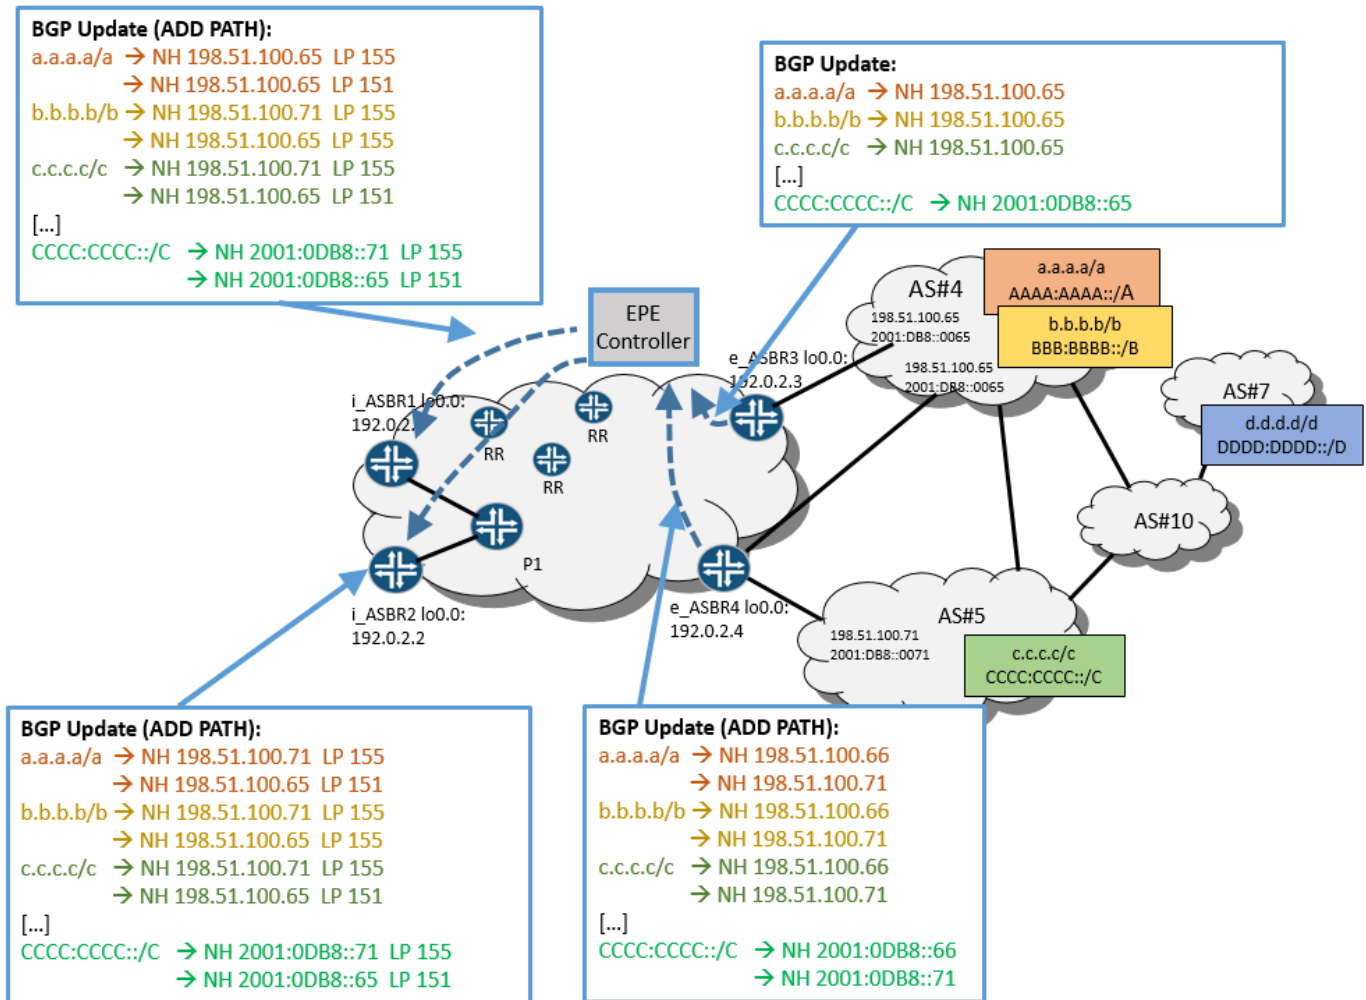 BGP Update (ADD PATH):
a.a.a.a/a → NH 198.51.100.65 LP 155
→ NH 198.51.100.65 LP 151
b.b.b.b/b → NH 198.51.100.71 LP 155
→ NH 198.51.100.65 LP 155
c.c.c.c/c → NH 198.51.100.71 LP 155
→ NH 198.51.100.65 LP 151
[...]
CCCC:CCCC::/C → NH 2001:0DB8::71 LP 155
→ NH 2001:0DB8::65 LP 151
BGP Update:
a.a.a.a/a → NH 198.51.100.65
b.b.b.b/b → NH 198.51.100.65
c.c.c.c/c → NH 198.51.100.65
[...]
CCCC:CCCC::/C → NH 2001:0DB8::65
EPE
Controller
AS#4
198.51.100.65
2001:DB8::0065
198.51.100.65
2001:DB8::0065
a.a.a.a/a
AAAA:AAAA::/A
b.b.b.b/b
BBB:BBBB::/B
AS#7
d.d.d.d/d
DDDD:DDDD::/D
AS#10
e_ASBR3 lo0.0:
192.0.2.3
i_ASBR1 lo0.0:
192.0.2.
RR
RR
RR
P1
i_ASBR2 lo0.0:
192.0.2.2
e_ASBR4 lo0.0:
192.0.2.4
AS#5
198.51.100.71
2001:DB8::0071
c.c.c.c/c
CCCC:CCCC::/C
BGP Update (ADD PATH):
a.a.a.a/a → NH 198.51.100.71 LP 155
→ NH 198.51.100.65 LP 151
b.b.b.b/b → NH 198.51.100.71 LP 155
→ NH 198.51.100.65 LP 155
c.c.c.c/c → NH 198.51.100.71 LP 155
→ NH 198.51.100.65 LP 151
[...]
CCCC:CCCC::/C → NH 2001:0DB8::71 LP 155
→ NH 2001:0DB8::65 LP 151
BGP Update (ADD PATH):
a.a.a.a/a → NH 198.51.100.66
→ NH 198.51.100.71
b.b.b.b/b → NH 198.51.100.66
→ NH 198.51.100.71
c.c.c.c/c → NH 198.51.100.66
→ NH 198.51.100.71
[...]
CCCC:CCCC::/C → NH 2001:0DB8::66
→ NH 2001:0DB8::71